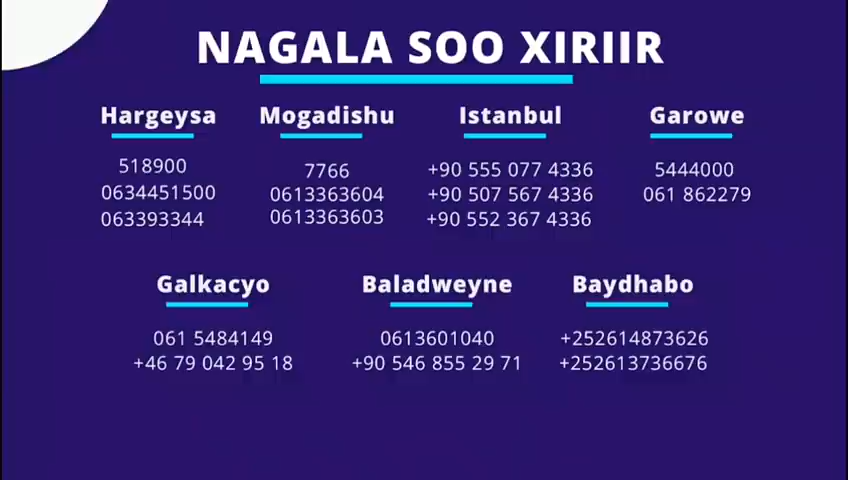 NAGALA SOO XIRIIR
Hargeysa
518900
0634451500
063393344
Mogadishu
7766
0613363604
0613363603
Istanbul
+90 555 077 4336
+90 507 567 4336
+90 552 367 4336
Garowe
5444000
061 862279
Galkacyo
061 5484149
+46 79 042 95 18
Baladweyne
0613601040
+90 546 855 29 71
Baydhabo
+252614873626
+252613736676